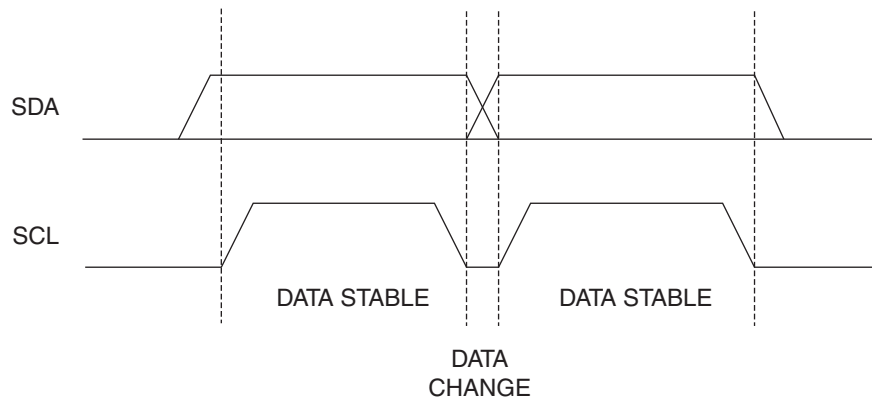 SDA
SCL
DATA STABLE DATA STABLE
DATA
CHANGE